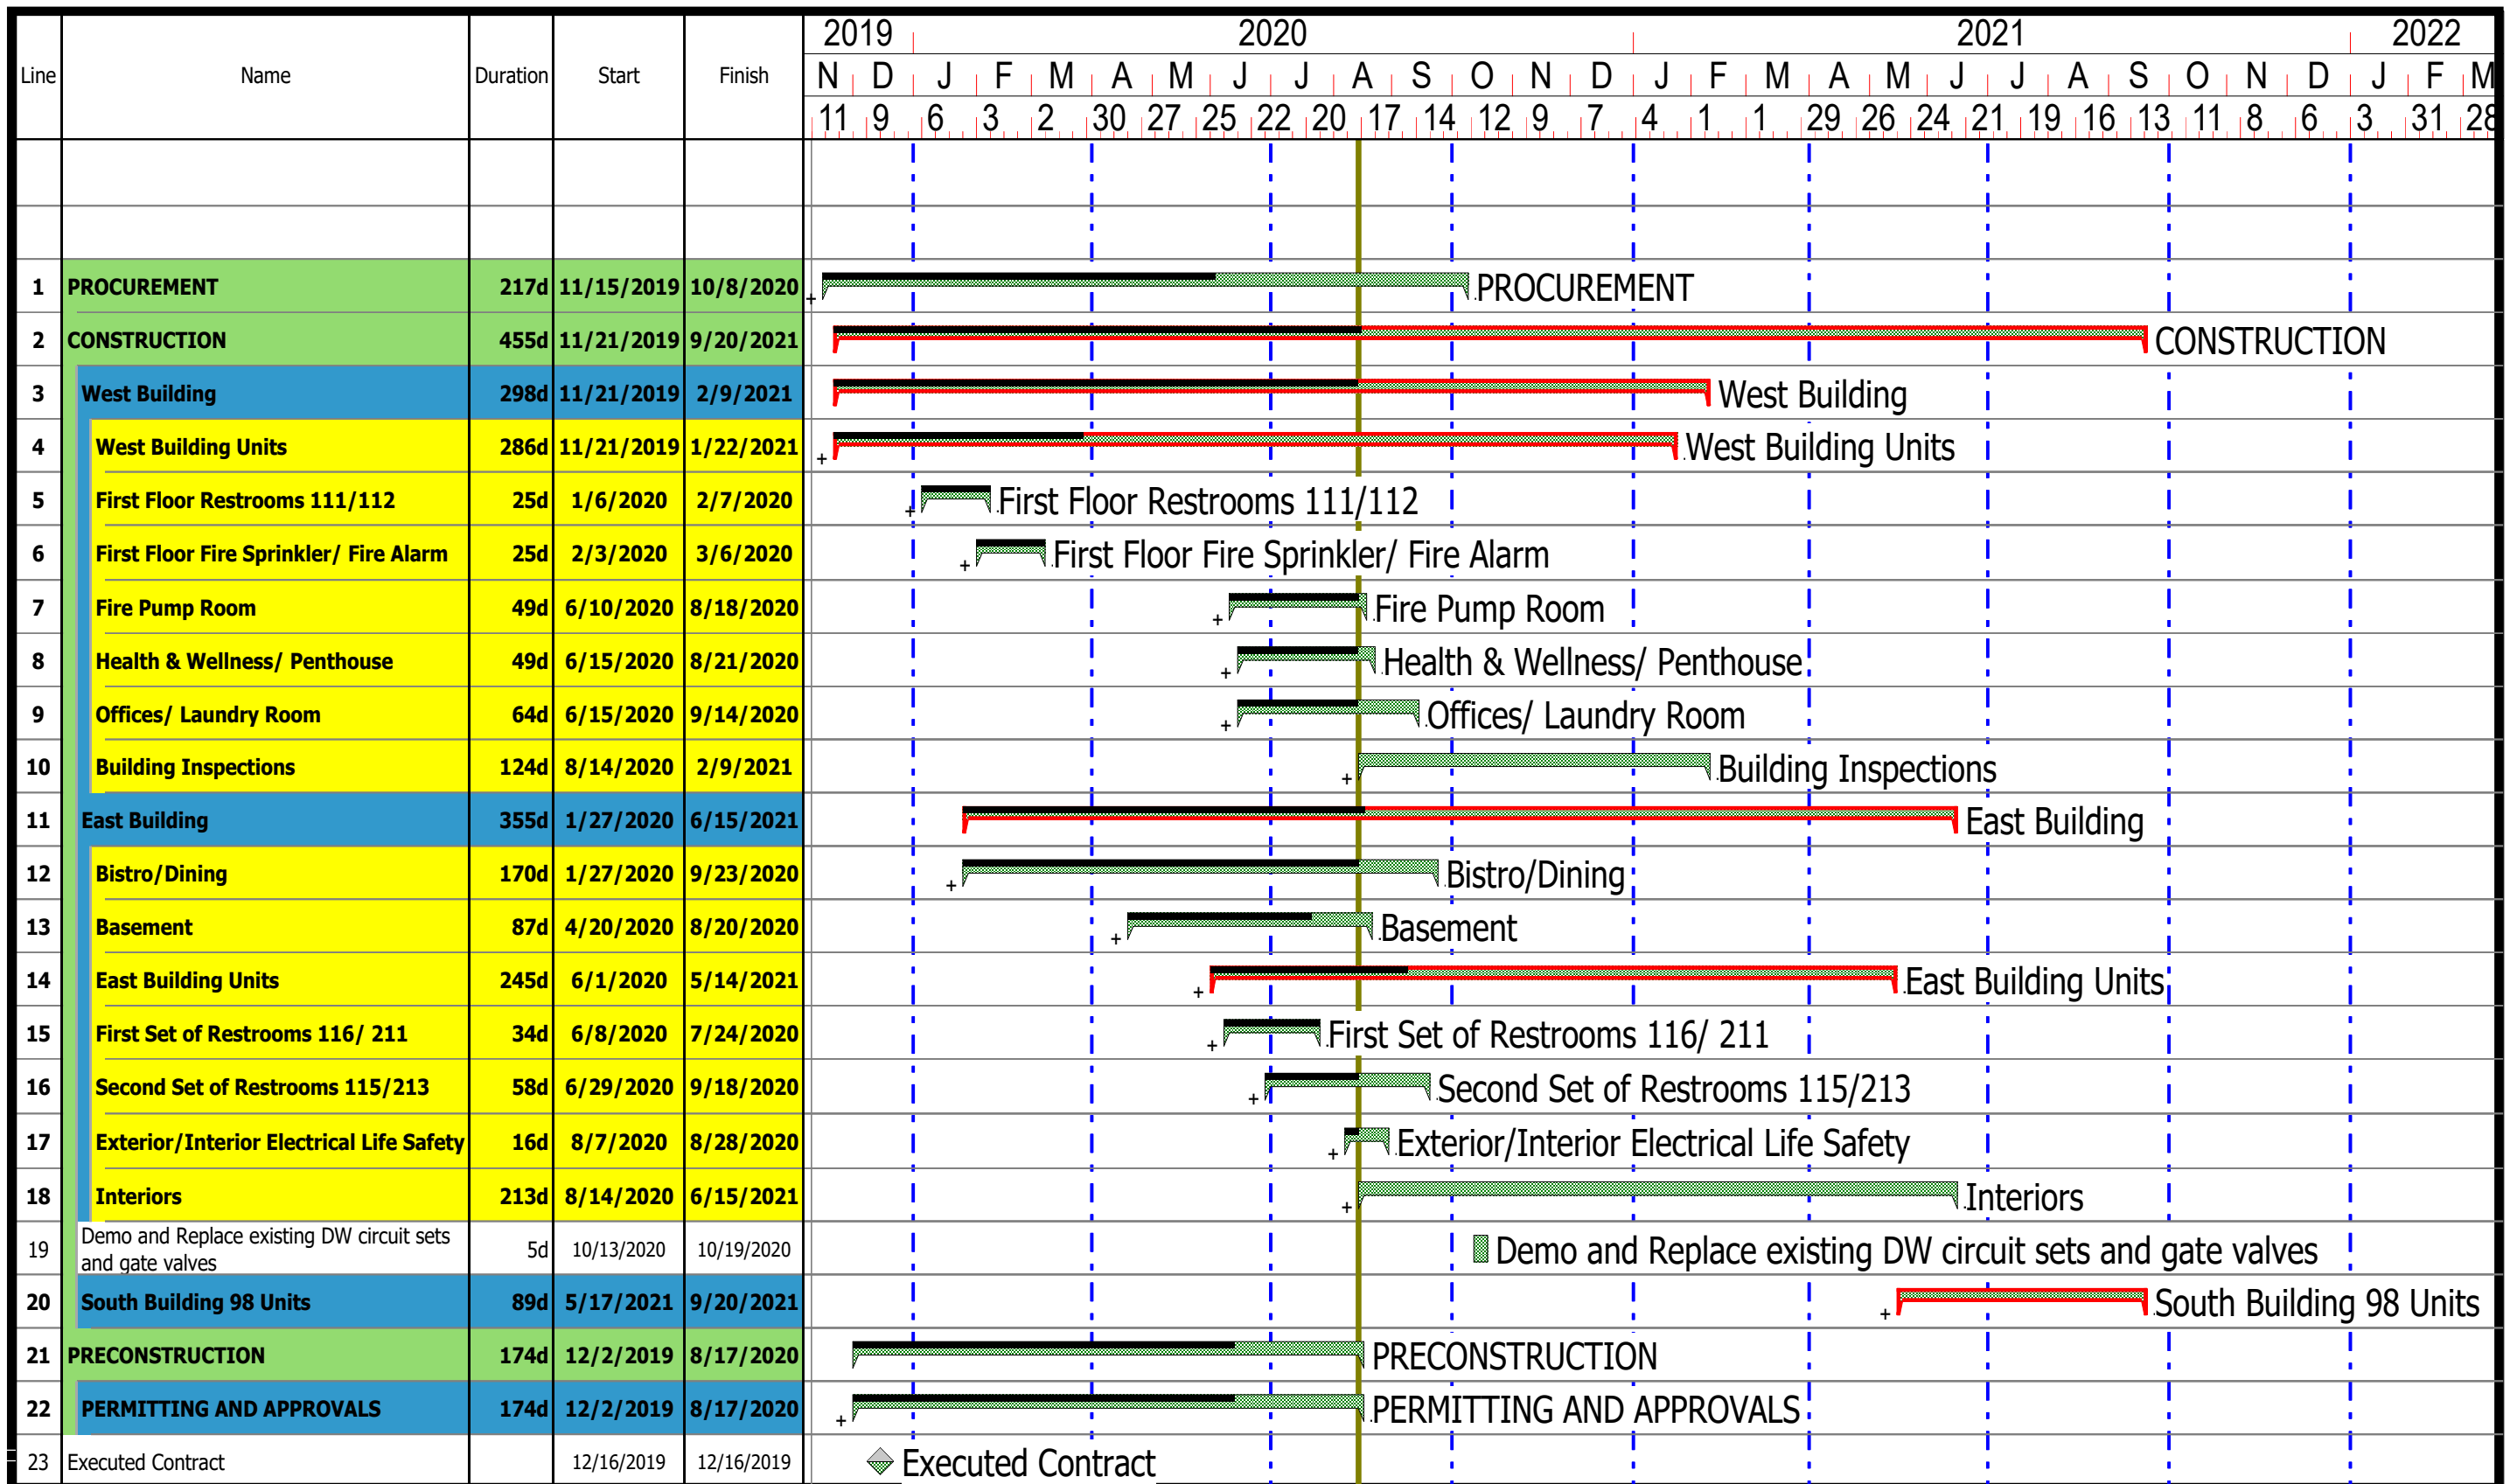 2019 2020 2021 2022
Line Name Duration Start Finish N D J F M A M J J A S O N D J F M A M J J A S O N D J F M
11 9 6 3 2 30 27 25 22 20 17 14 12 9 7 4 1 1 29 26 24 21 19 16 13 11 8 6 3 31 28
1 PROCUREMENT 217d 11/15/2019 10/8/2020 + PROCUREMENT
2 CONSTRUCTION 455d 11/21/2019 9/20/2021 CONSTRUCTION
3 West Building 298d 11/21/2019 2/9/2021 West Building
4 West Building Units 286d 11/21/2019 1/22/2021 + West Building Units
5 First Floor Restrooms 111/112 25d 1/6/2020 2/7/2020 + First Floor Restrooms 111/112
6 First Floor Fire Sprinkler/ Fire Alarm 25d 2/3/2020 3/6/2020 + First Floor Fire Sprinkler/ Fire Alarm
7 Fire Pump Room 49d 6/10/2020 8/18/2020 + Fire Pump Room
8 Health & Wellness/ Penthouse 49d 6/15/2020 8/21/2020 + Health & Wellness/ Penthouse
9 Offices/ Laundry Room 64d 6/15/2020 9/14/2020 + Offices/ Laundry Room
10 Building Inspections 124d 8/14/2020 2/9/2021 + Building Inspections
11 East Building 355d 1/27/2020 6/15/2021 East Building
12 Bistro/Dining 170d 1/27/2020 9/23/2020 + Bistro/Dining
13 Basement 87d 4/20/2020 8/20/2020 + Basement
14 East Building Units 245d 6/1/2020 5/14/2021 + East Building Units
15 First Set of Restrooms 116/ 211 34d 6/8/2020 7/24/2020 + First Set of Restrooms 116/ 211
16 Second Set of Restrooms 115/213 58d 6/29/2020 9/18/2020 + Second Set of Restrooms 115/213
17 Exterior/Interior Electrical Life Safety 16d 8/7/2020 8/28/2020 + Exterior/Interior Electrical Life Safety
18 Interiors 213d 8/14/2020 6/15/2021 + Interiors
19 Demo and Replace existing DW circuit sets
and gate valves 5d 10/13/2020 10/19/2020 Demo and Replace existing DW circuit sets and gate valves
20 South Building 98 Units 89d 5/17/2021 9/20/2021 + South Building 98 Units
21 PRECONSTRUCTION 174d 12/2/2019 8/17/2020 PRECONSTRUCTION
22 PERMITTING AND APPROVALS 174d 12/2/2019 8/17/2020 + PERMITTING AND APPROVALS
23 Executed Contract 12/16/2019 12/16/2019 Executed Contract